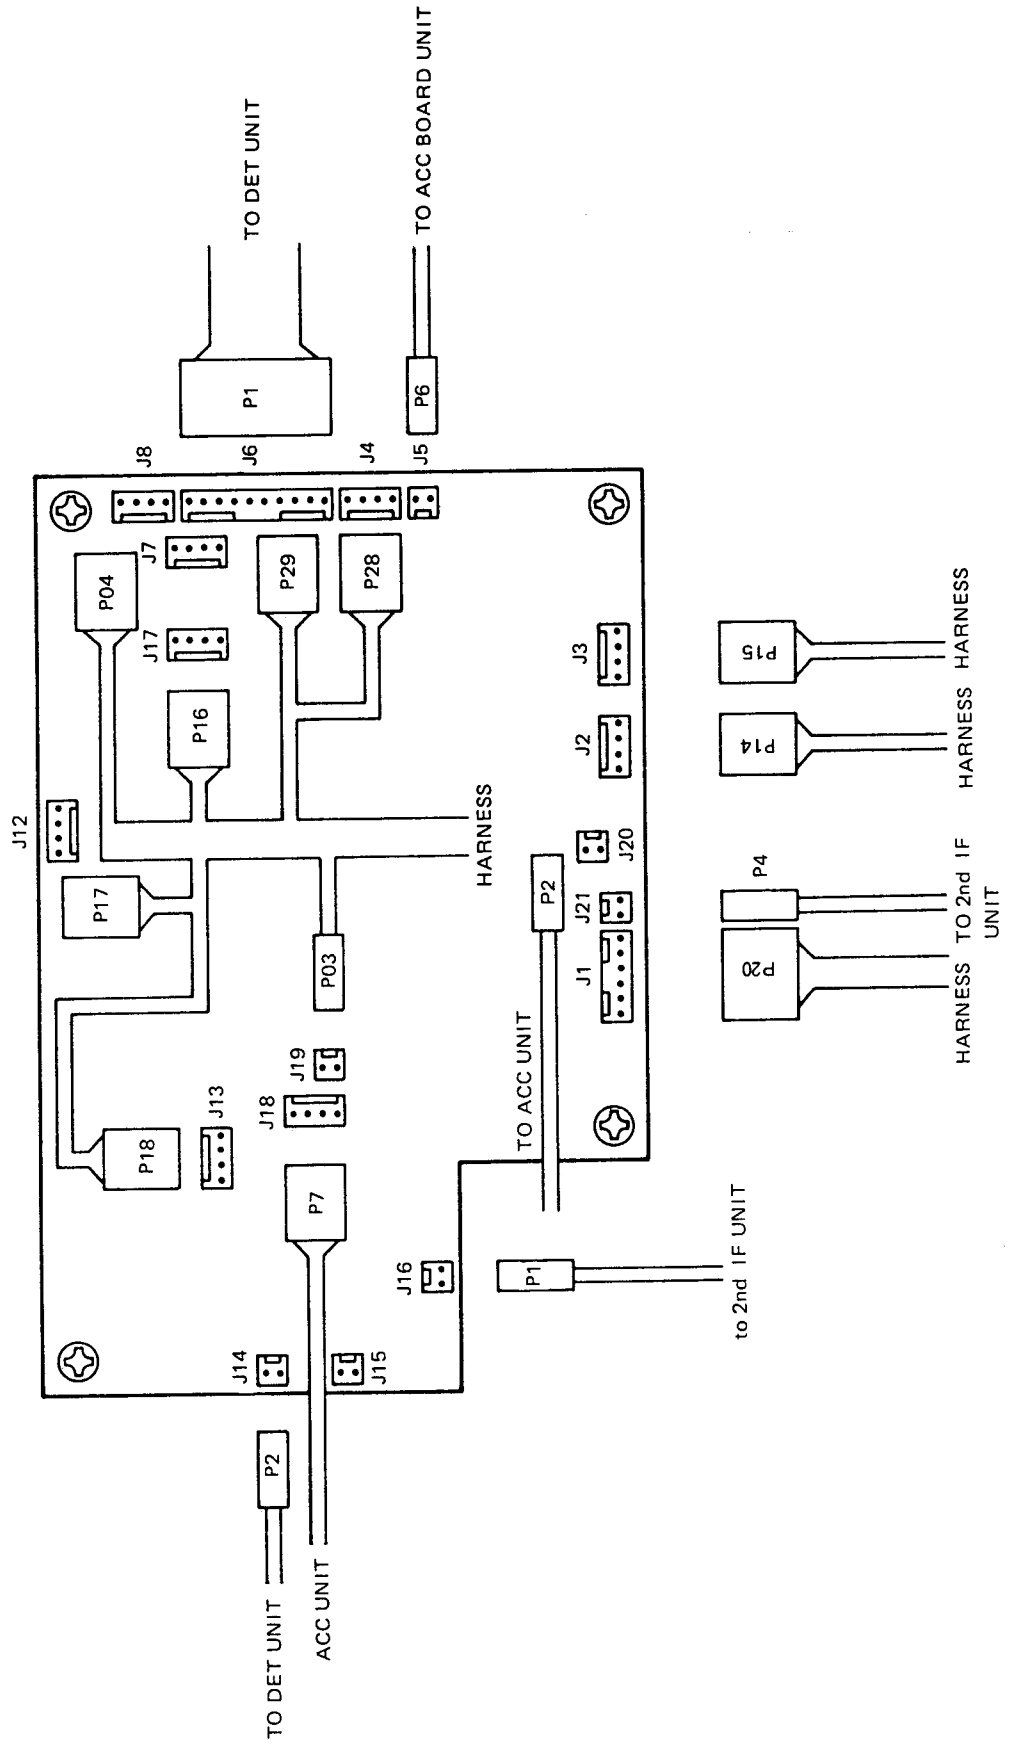 TO DET UNIT
TO ACC BOARD UNIT
P1
P6
J8
J6
J4
J5
J7
P04
P29
P28
J17
P16
J12
P17
HARNESS
P03
J19
J18
J13
P18
P7
J3
J2
J20
P2
J21
J1
TO ACC UNIT
J16
J14
J15
P15
HARNESS
P14
HARNESS
P4
TO 2nd IF
UNIT
P20
HARNESS
P1
to 2nd IF UNIT
P2
TO DET UNIT
ACC UNIT